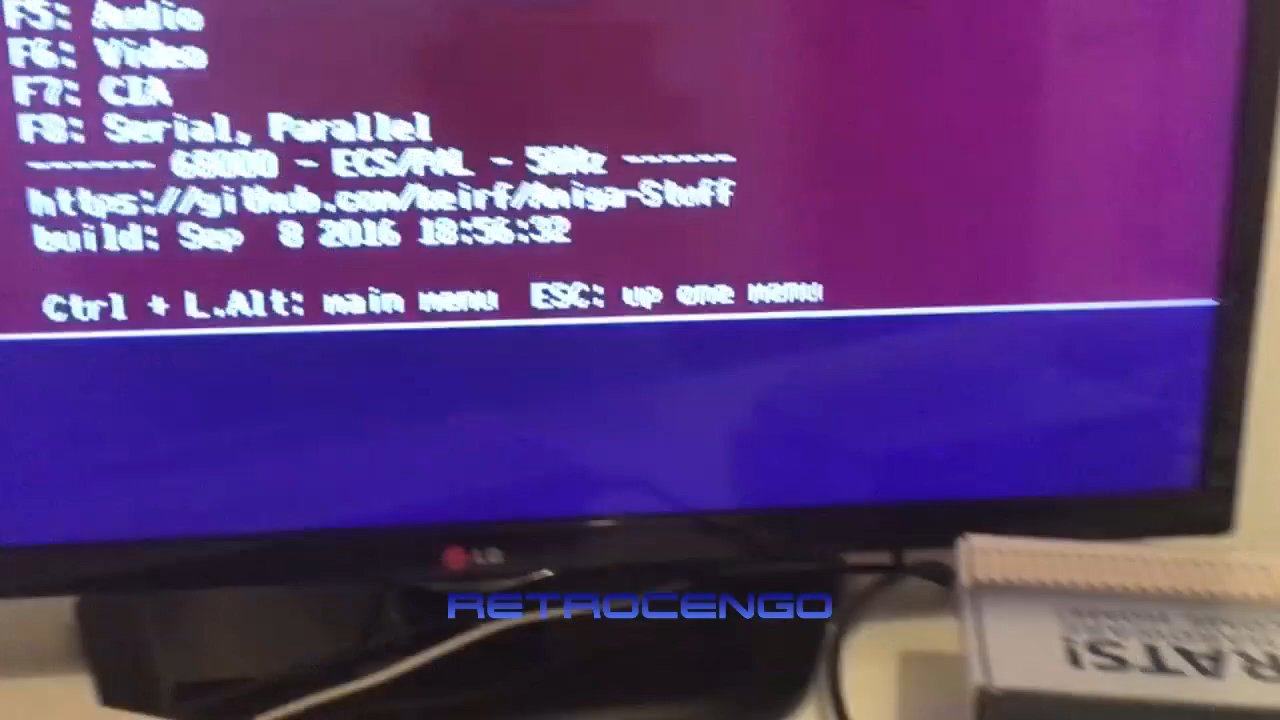 F5: Audio
F6: Video
F7: CIA
F8: Serial, Parallel
------ 68000 - ECS/PAL - 50Hz ------
https://github.com/keirf/Amiga-Stuff
build: Sep  8 2016 18:56:32
Ctrl + L.Alt: main menu  ESC: up one menu
LG
RETROCENGO
RATS!